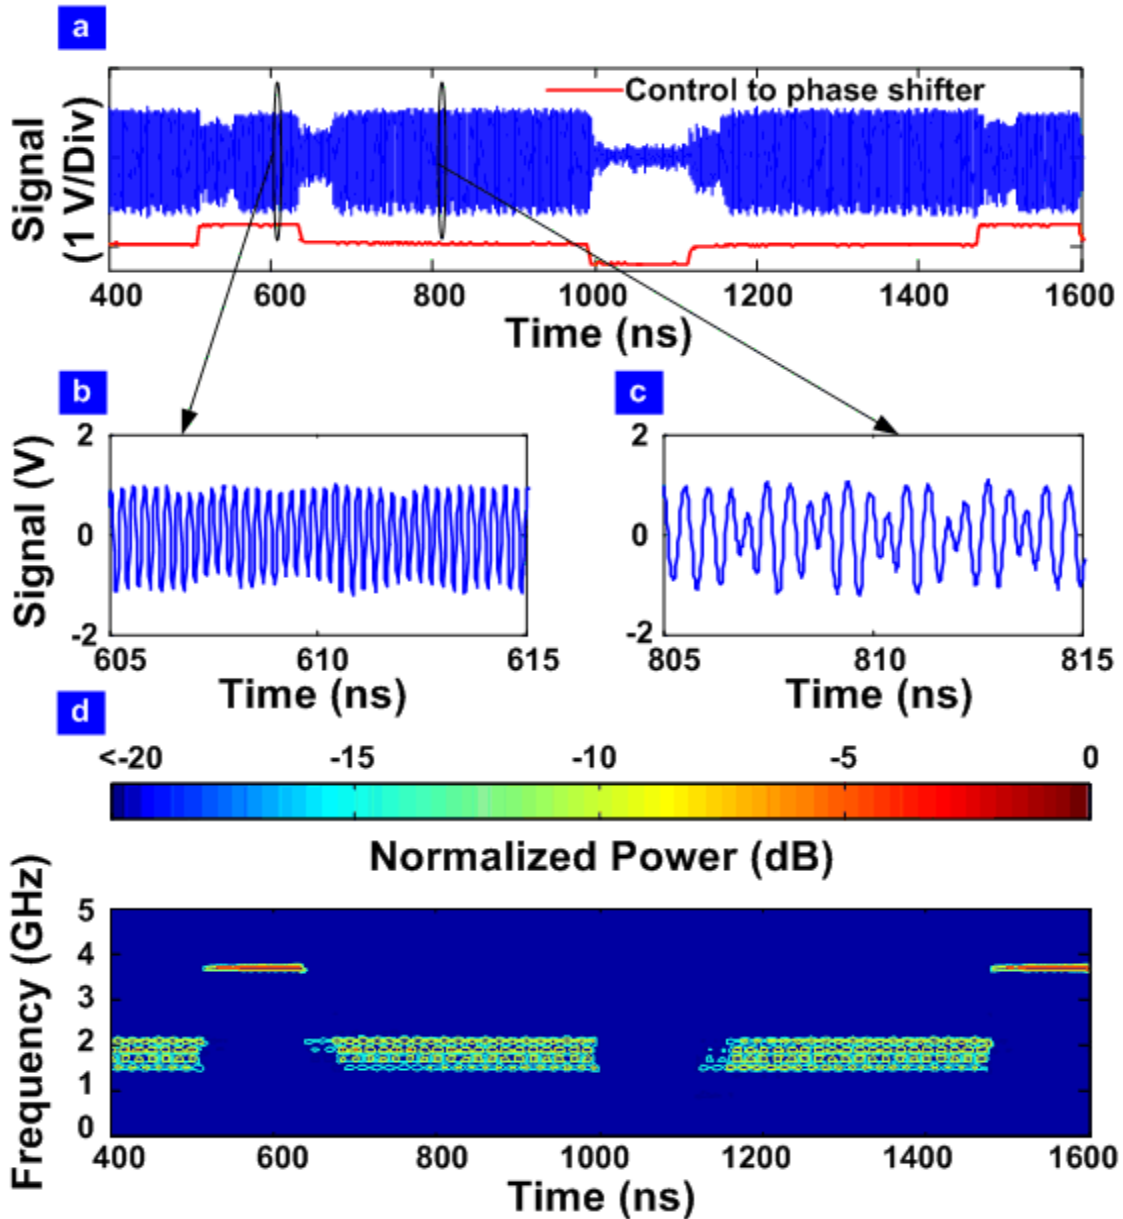 a
Signal
(1 V/Div)
Control to phase shifter
400 600 800 1000 1200 1400 1600
Time (ns)
b
c
Signal (V)
2
0
-2
605 610 615
Time (ns)
2
0
-2
805 810 815
Time (ns)
d
<-20 -15 -10 -5 0
Normalized Power (dB)
Frequency (GHz)
5
4
3
2
1
0
400 600 800 1000 1200 1400 1600
Time (ns)